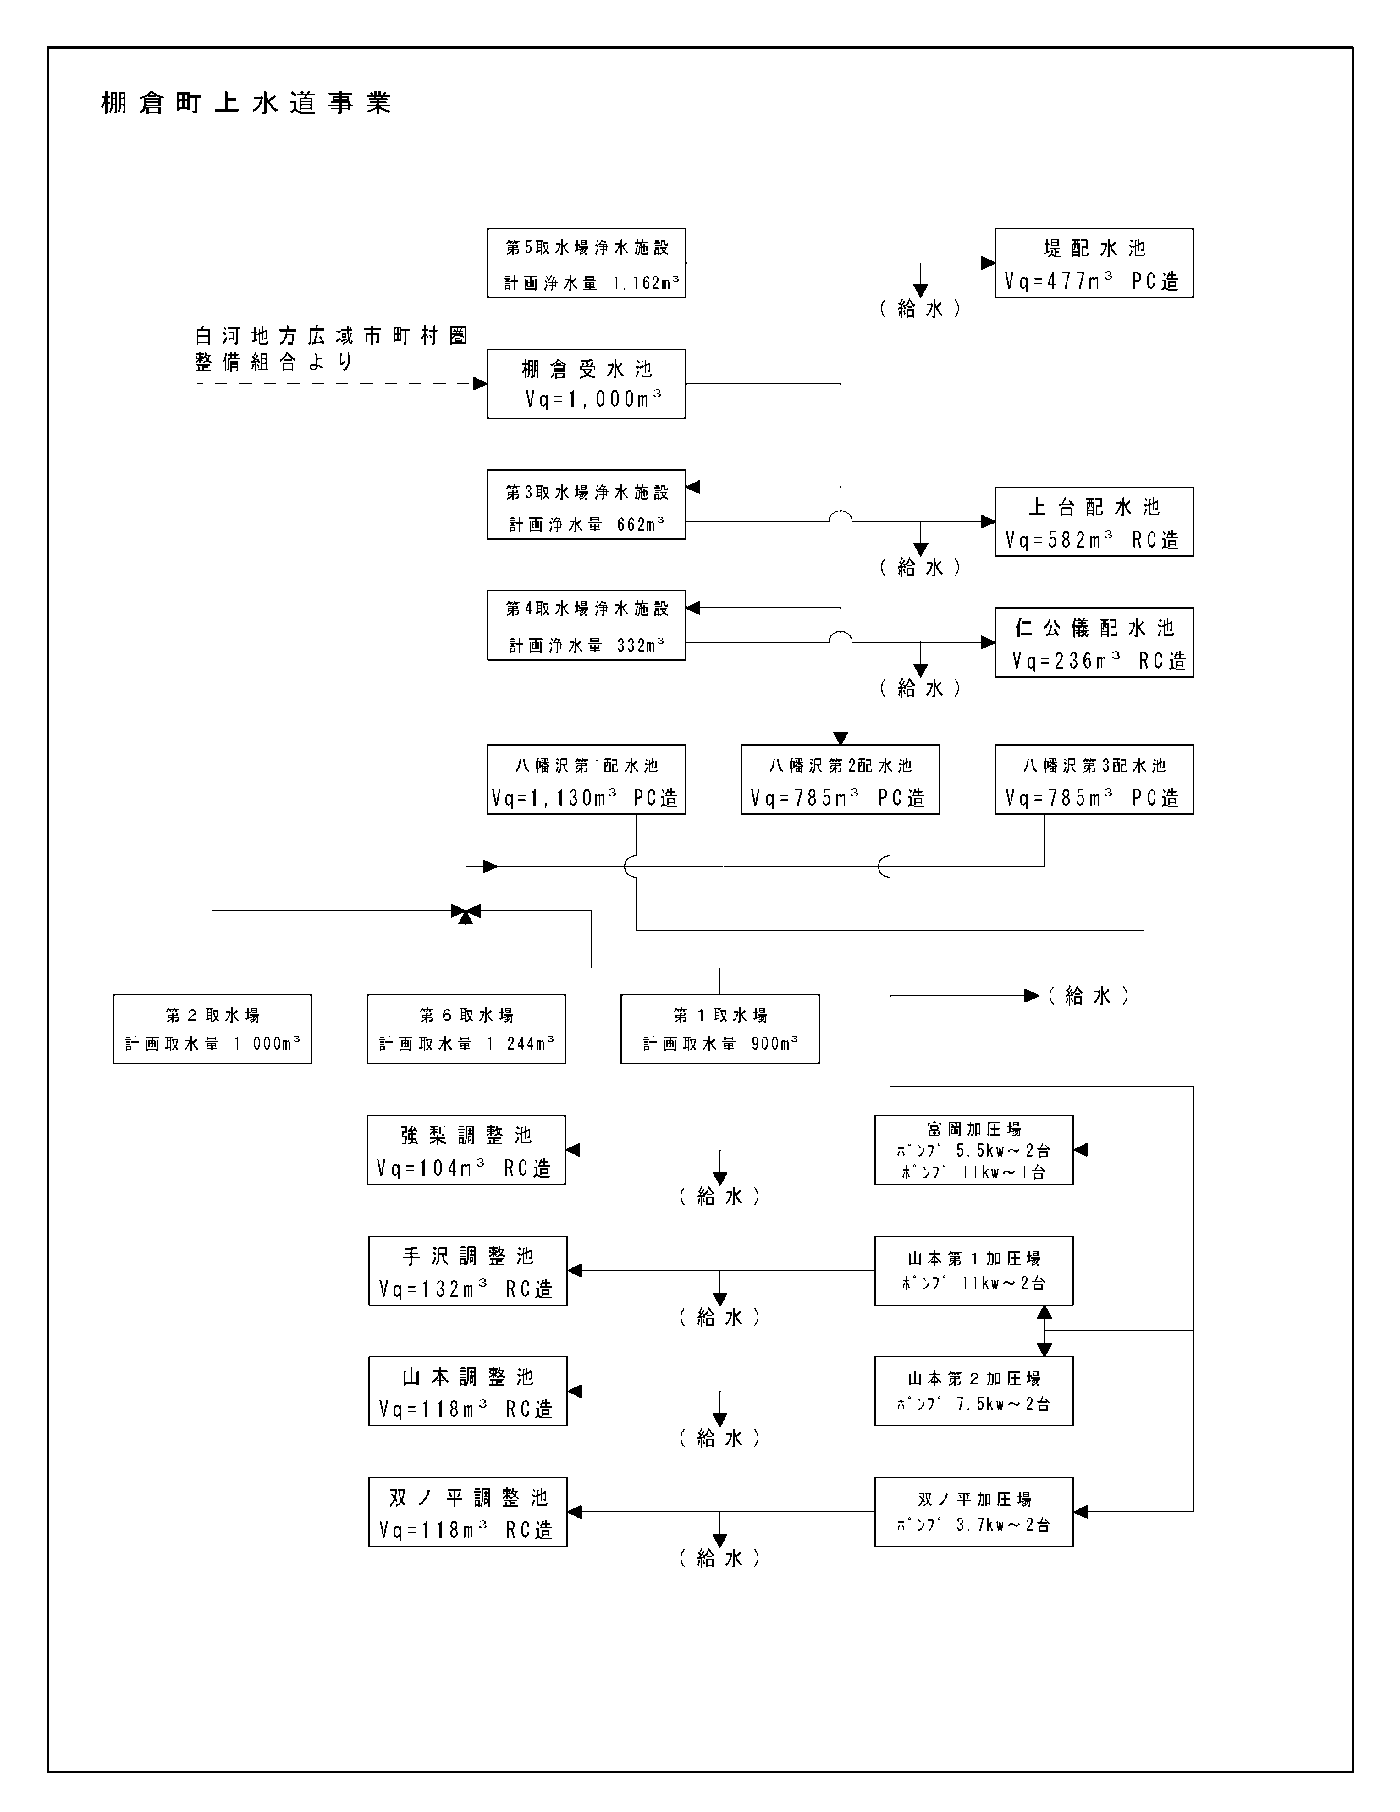 棚倉町上水道事業
第5取水場浄水施設
計画浄水量 1,162m³
堤配水池
Vq=477m³ PC造
(給水)
白河地方広域市町村圏
整備組合より
棚倉受水池
Vq=1,000m³
第3取水場浄水施設
計画浄水量 662m³
上台配水池
Vq=582m³ RC造
(給水)
第4取水場浄水施設
計画浄水量 332m³
仁公儀配水池
Vq=236m³ RC造
(給水)
八幡沢第1配水池
Vq=1,130m³ PC造
八幡沢第2配水池
Vq=785m³ PC造
八幡沢第3配水池
Vq=785m³ PC造
(給水)
第2取水場
計画取水量 1 000m³
第6取水場
計画取水量 1 244m³
第1取水場
計画取水量 900m³
強梨調整池
Vq=104m³ RC造
(給水)
富岡加圧場
ﾎﾟﾝﾌﾟ 5.5kw～2台
ﾎﾟﾝﾌﾟ 11kw～1台
手沢調整池
Vq=132m³ RC造
(給水)
山本第1加圧場
ﾎﾟﾝﾌﾟ 11kw～2台
山本調整池
Vq=118m³ RC造
(給水)
山本第2加圧場
ﾎﾟﾝﾌﾟ 7.5kw～2台
双ノ平調整池
Vq=118m³ RC造
(給水)
双ノ平加圧場
ﾎﾟﾝﾌﾟ 3.7kw～2台